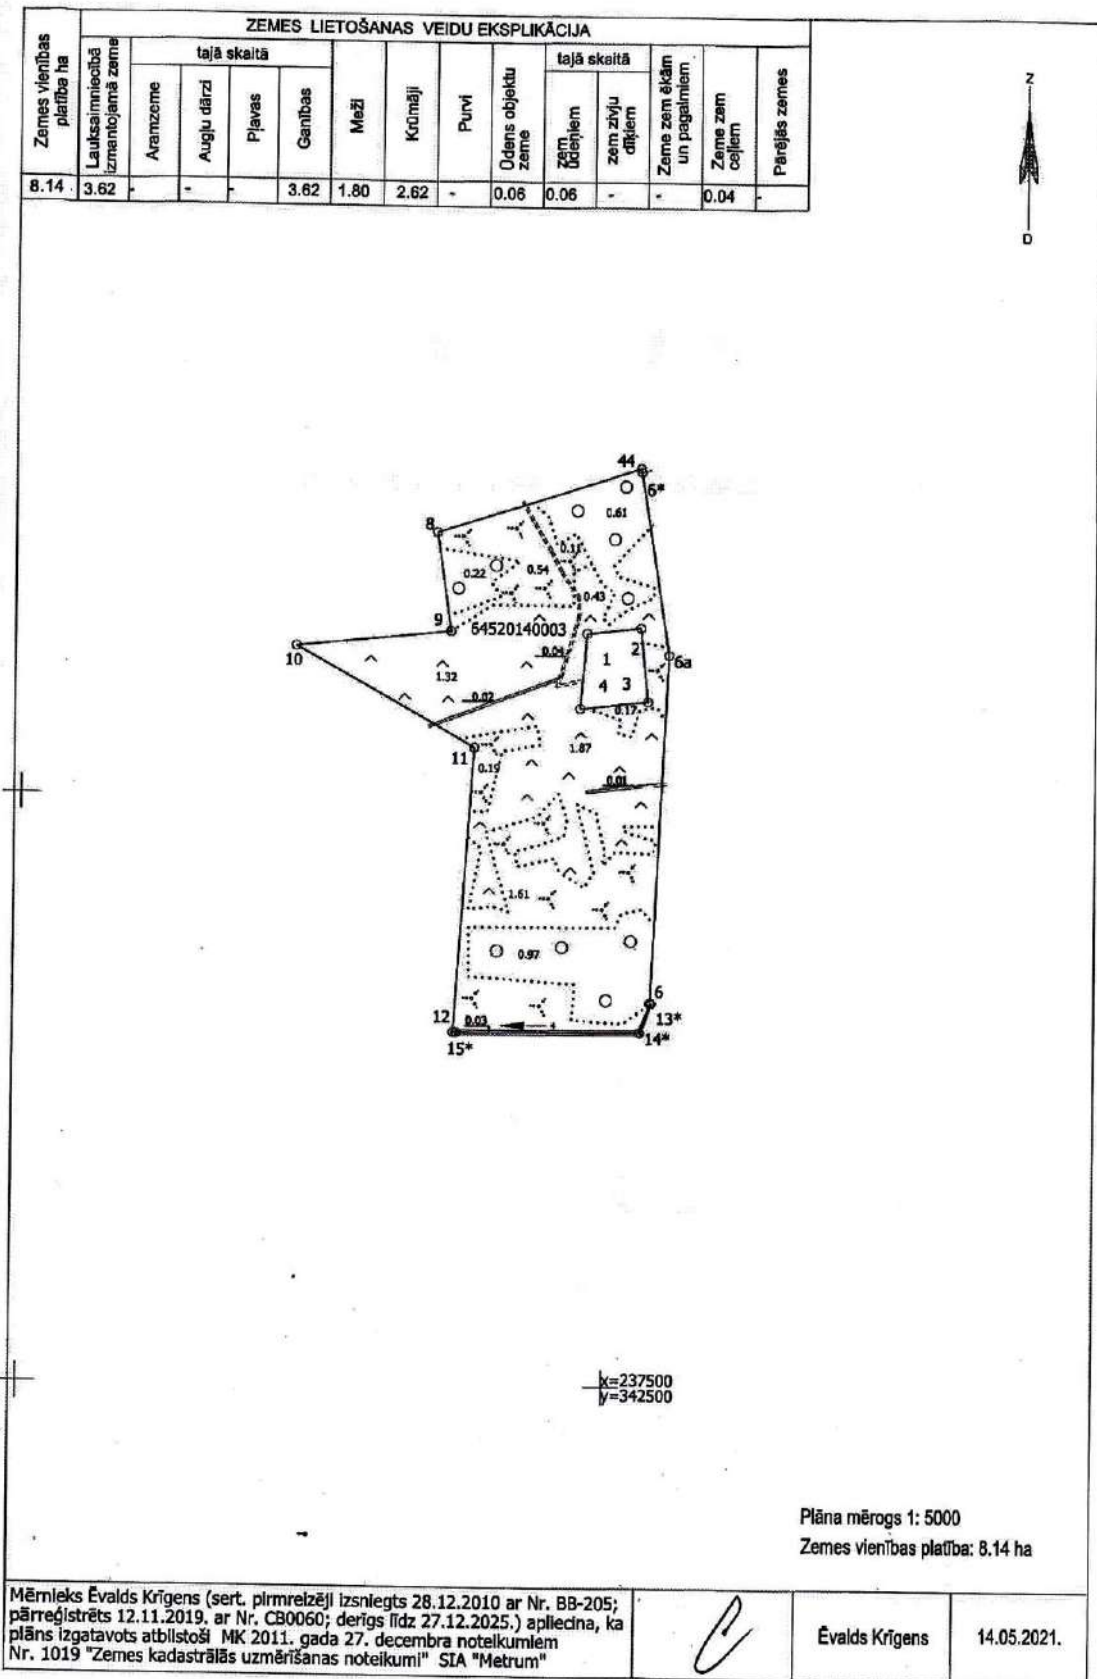 ZEMES LIETOŠANAS VEIDU EKSPLIKĀCIJA
Zemes vienības platība ha
Lauksaimniecībā izmantojamā zeme
tajā skaitā
Aramzeme
Augļu dārzi
Pļavas
Ganības
Meži
Krūmāji
Purvi
Ūdens objektu zeme
tajā skaitā
zem ūdeņiem
zem zivju dīķiem
Zeme zem ēkām un pagalmiem
Zeme zem ceļiem
Pārējās zemes
8.14 3.62 - - - 3.62 1.80 2.62 - 0.06 0.06 - - 0.04 -
Z
D
44
6*
0.61
8
0.11
0.22
0.54
0.43
9
64520140003
10
1
2
0.04
6a
1.32
4
3
0.02
0.17
11
1.87
0.19
0.01
1.61
0.97
6
13*
12
0.03
14*
15*
x=237500
y=342500
Plāna mērogs 1: 5000
Zemes vienības platība: 8.14 ha
Mērnieks Ēvalds Krīgens (sert. pirmreizēji izsniegts 28.12.2010 ar Nr. BB-205;
pārreģistrēts 12.11.2019. ar Nr. CB0060; derīgs līdz 27.12.2025.) apliecina, ka
plāns izgatavots atbilstoši MK 2011. gada 27. decembra noteikumiem
Nr. 1019 "Zemes kadastrālās uzmērīšanas noteikumi" SIA "Metrum"
Ēvalds Krīgens
14.05.2021.